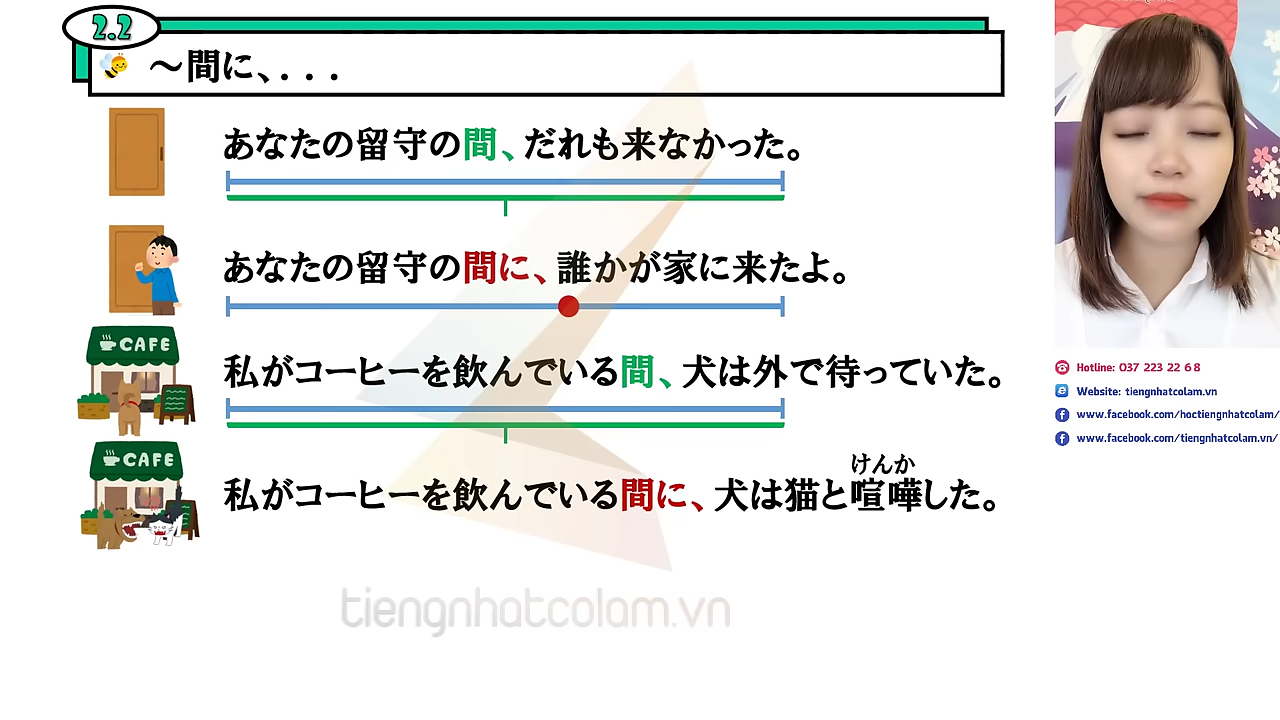 2.2
～間に、．．．
あなたの留守の間、だれも来なかった。
あなたの留守の間に、誰かが家に来たよ。
CAFE
私がコーヒーを飲んでいる間、犬は外で待っていた。
CAFE
けんか
私がコーヒーを飲んでいる間に、犬は猫と喧嘩した。
tiengnhatcolam.vn
Hotline: 037 223 22 68
Website: tiengnhatcolam.vn
www.facebook.com/hoctiengnhatcolam/
www.facebook.com/tiengnhatcolam.vn/